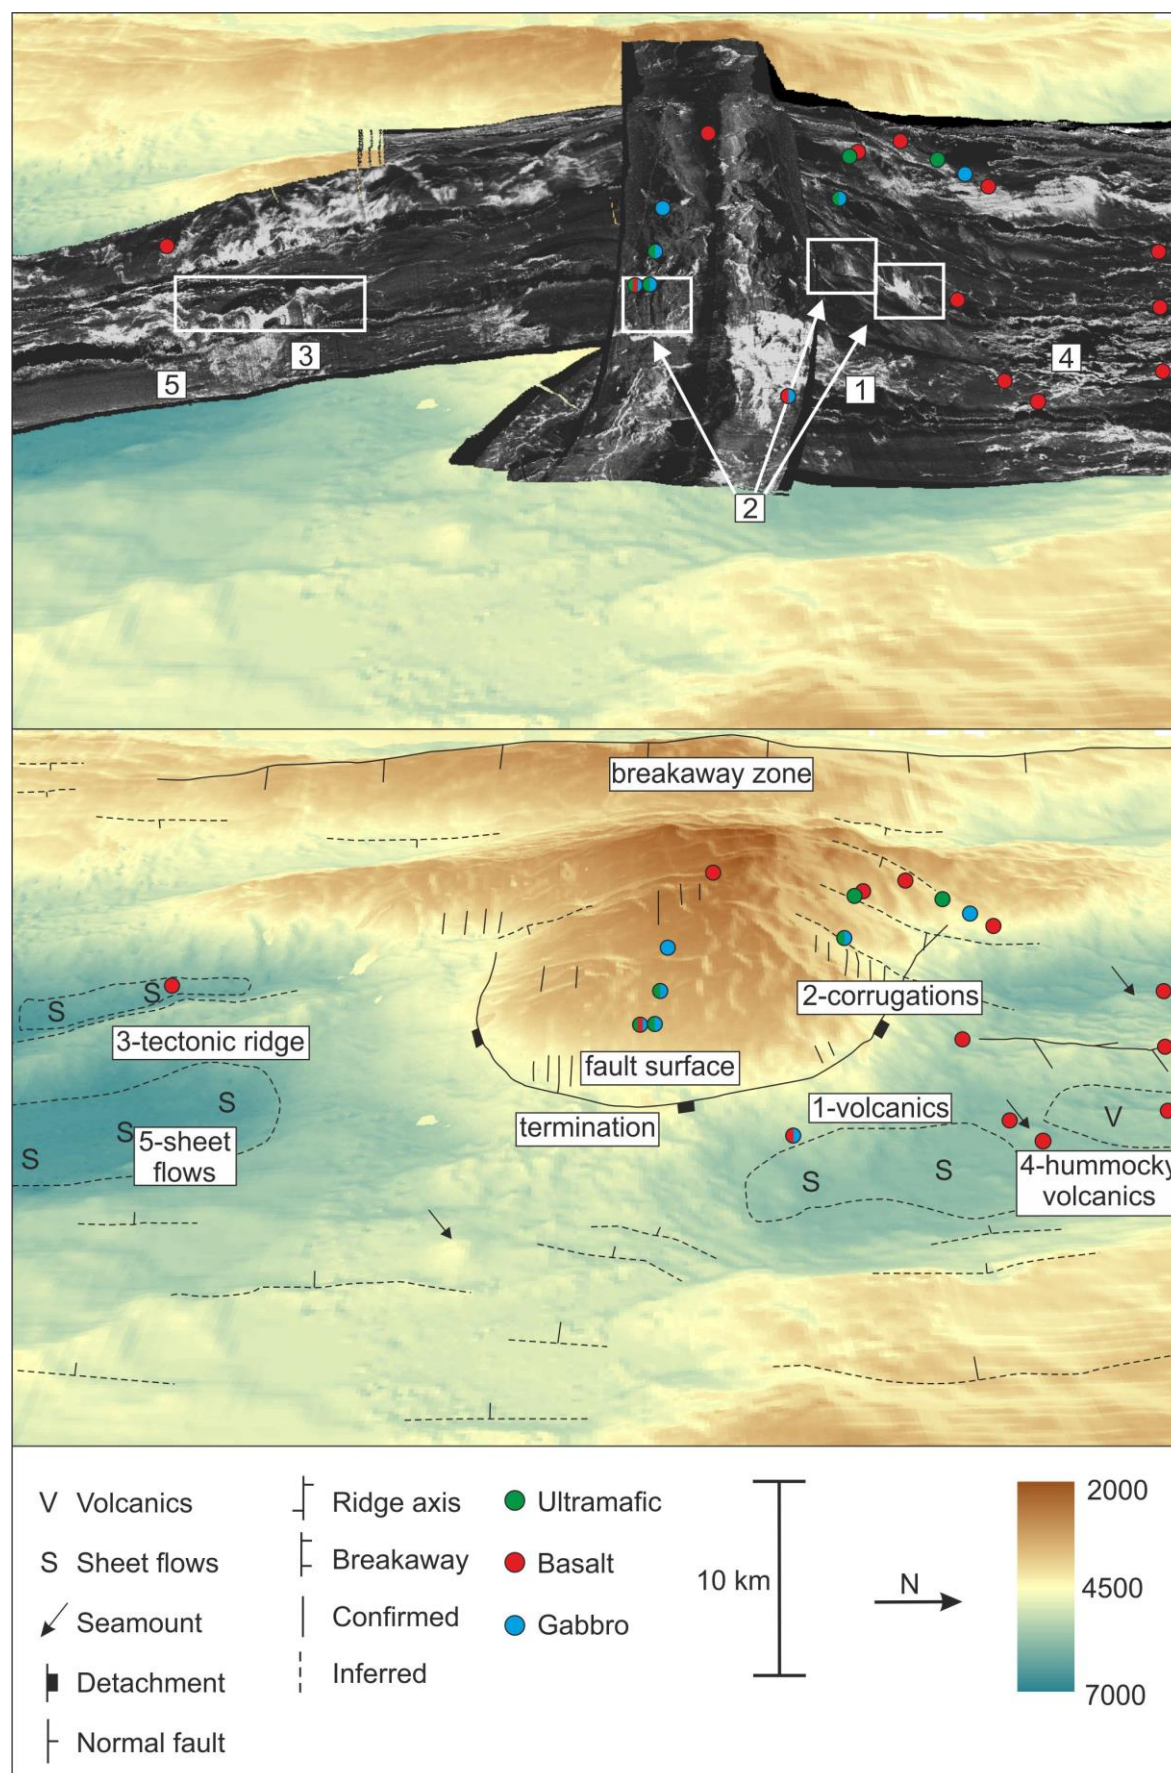 3
5
1
4
2
breakaway zone
2-corrugations
3-tectonic ridge
fault surface
1-volcanics
termination
S
S
S
S
S
5-sheet
flows
S
S
V
4-hummocky
volcanics
V Volcanics
S Sheet flows
Seamount
Detachment
Normal fault
Ridge axis
Breakaway
Confirmed
Inferred
Ultramafic
Basalt
Gabbro
10 km
N
2000
4500
7000